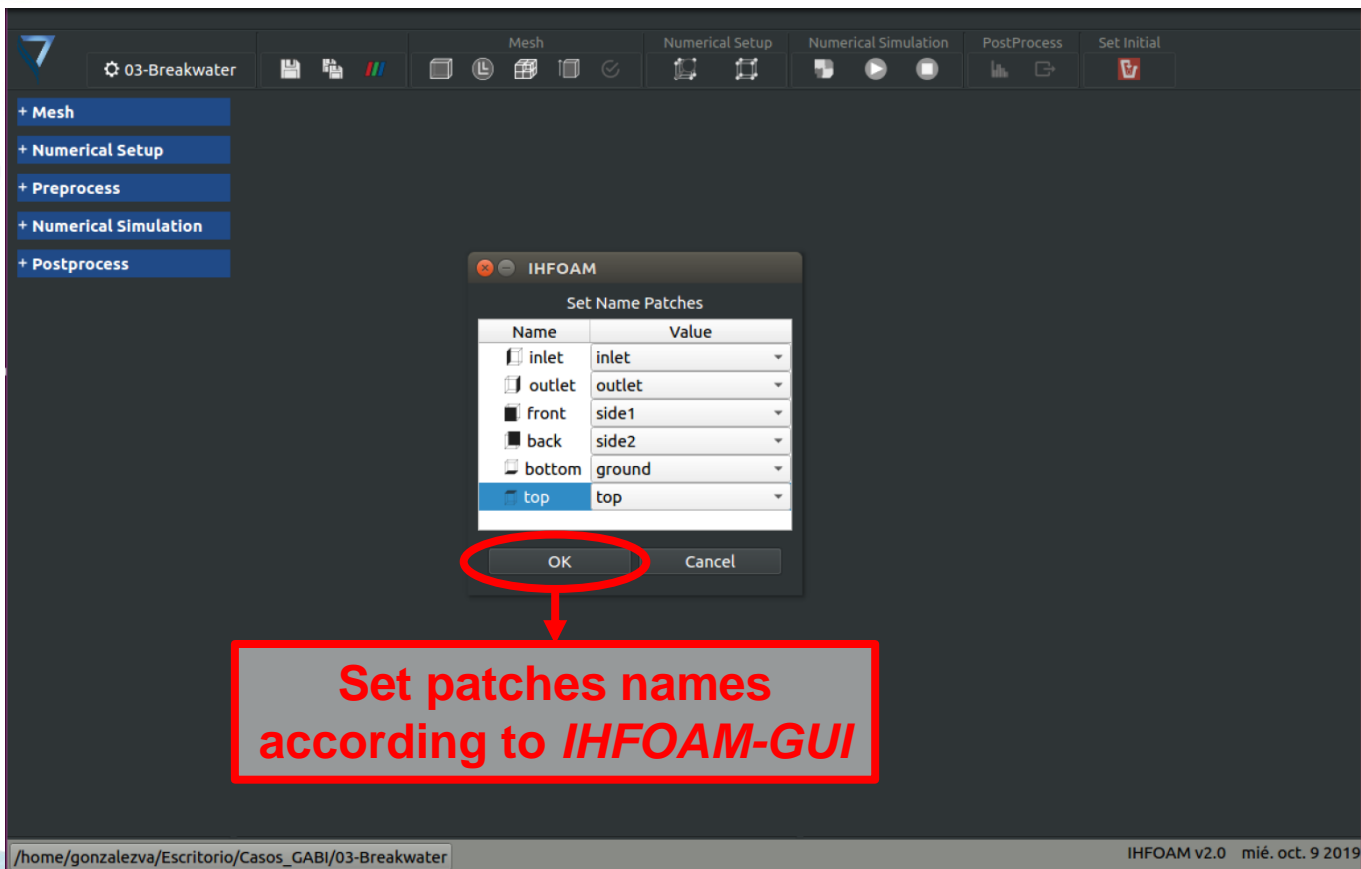 Mesh
Numerical Setup
Numerical Simulation
PostProcess
Set Initial
03-Breakwater
+ Mesh
+ Numerical Setup
+ Preprocess
+ Numerical Simulation
+ Postprocess
IHFOAM
Set Name Patches
Name Value
inlet inlet
outlet outlet
front side1
back side2
bottom ground
top top
OK Cancel
Set patches names
according to IHFOAM-GUI
/home/gonzalezva/Escritorio/Casos_GABI/03-Breakwater
IHFOAM v2.0 mié. oct. 9 2019